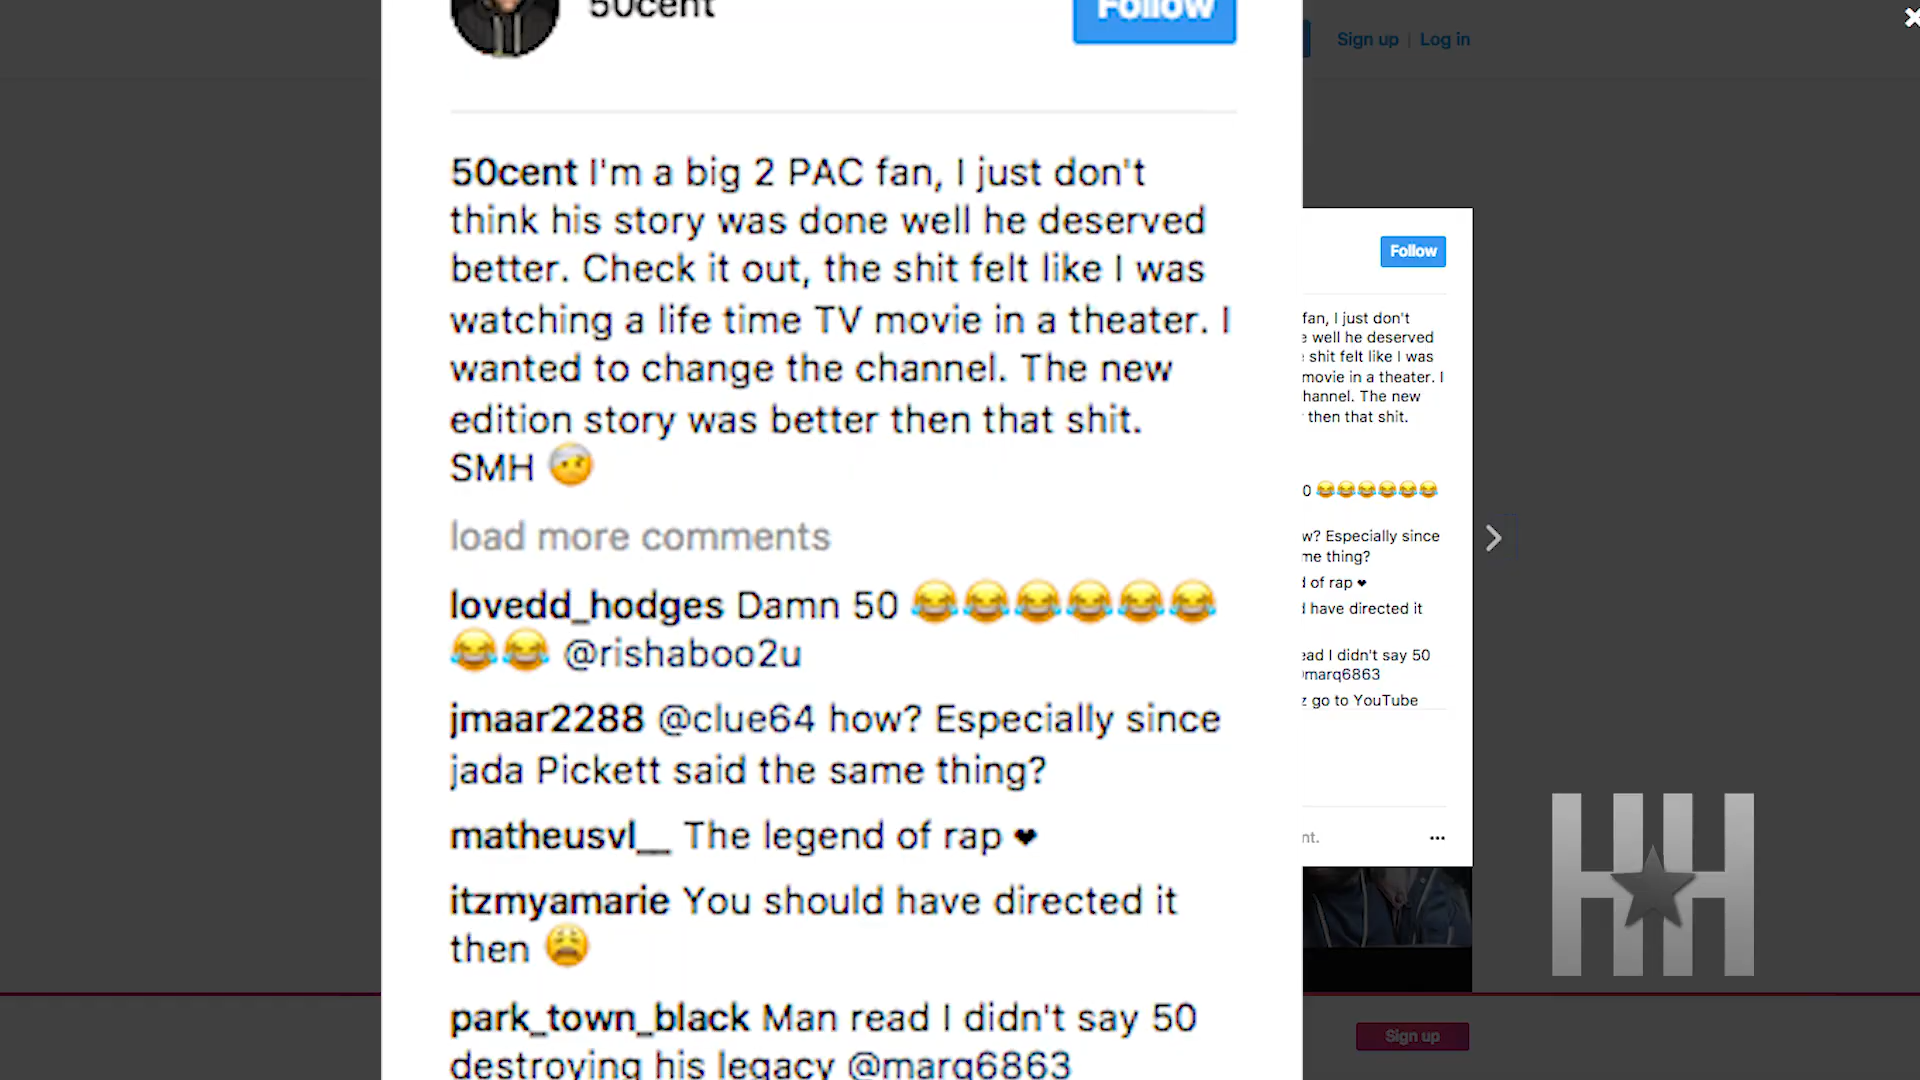 50cent
Follow
50cent I'm a big 2 PAC fan, I just don't
think his story was done well he deserved
better. Check it out, the shit felt like I was
watching a life time TV movie in a theater. I
wanted to change the channel. The new
edition story was better then that shit.
SMH 🤕
load more comments
lovedd_hodges Damn 50 😂😂😂😂😂😂
😂😂 @rishaboo2u
jmaar2288 @clue64 how? Especially since
jada Pickett said the same thing?
matheusvl__ The legend of rap ❤
itzmyamarie You should have directed it
then 😩
park_town_black Man read I didn't say 50
destroying his legacy @marq6863
Sign up | Log in
Follow
fan, I just don't
well he deserved
shit felt like I was
movie in a theater. I
hannel. The new
then that shit.
0 😂😂😂😂😂😂
w? Especially since
me thing?
of rap ❤
have directed it
ead I didn't say 50
marq6863
z go to YouTube
nt.
...
HH
Sign up